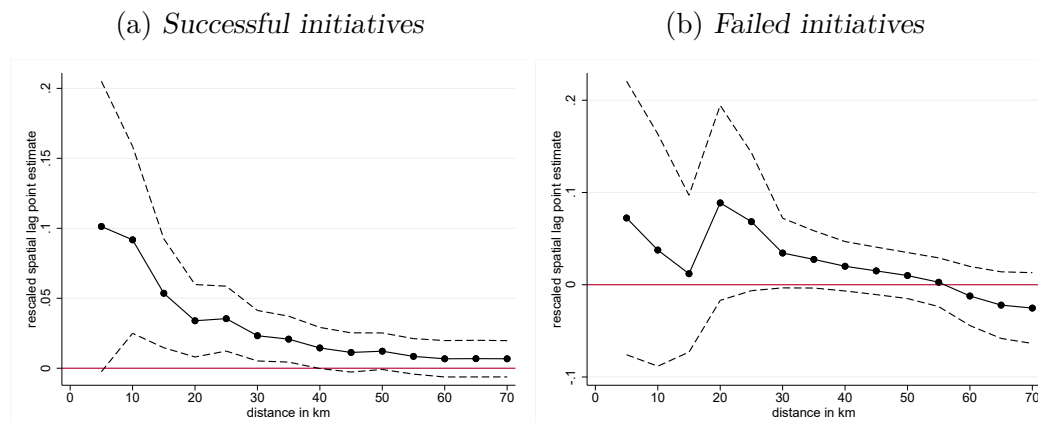 (a) Successful initiatives
rescaled spatial lag point estimate
.2
.15
.1
.05
0
0 10 20 30 40 50 60 70
distance in km
(b) Failed initiatives
rescaled spatial lag point estimate
.2
.1
0
-.1
0 10 20 30 40 50 60 70
distance in km